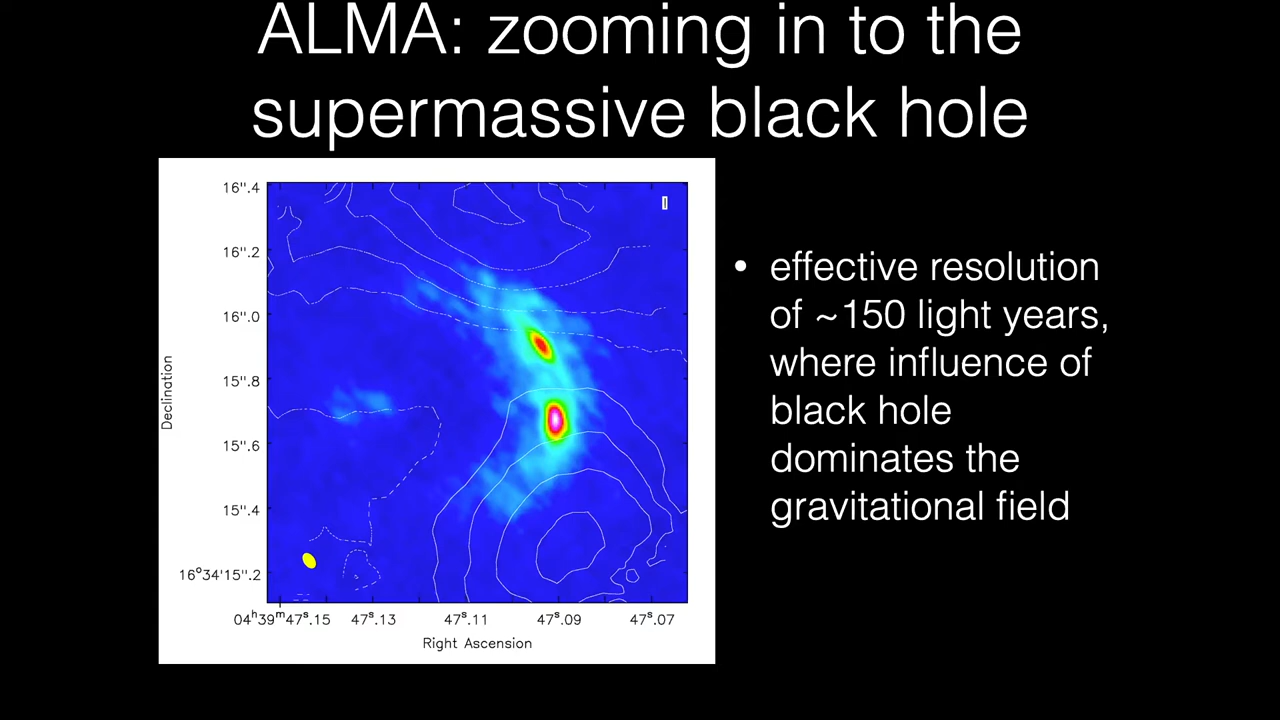 ALMA: zooming in to the
supermassive black hole
16".4
16".2
16".0
15".8
15".6
15".4
16°34'15".2
Declination
I
04ʰ39ᵐ47ˢ.15 47ˢ.13 47ˢ.11 47ˢ.09 47ˢ.07
Right Ascension
• effective resolution
of ~150 light years,
where influence of
black hole
dominates the
gravitational field